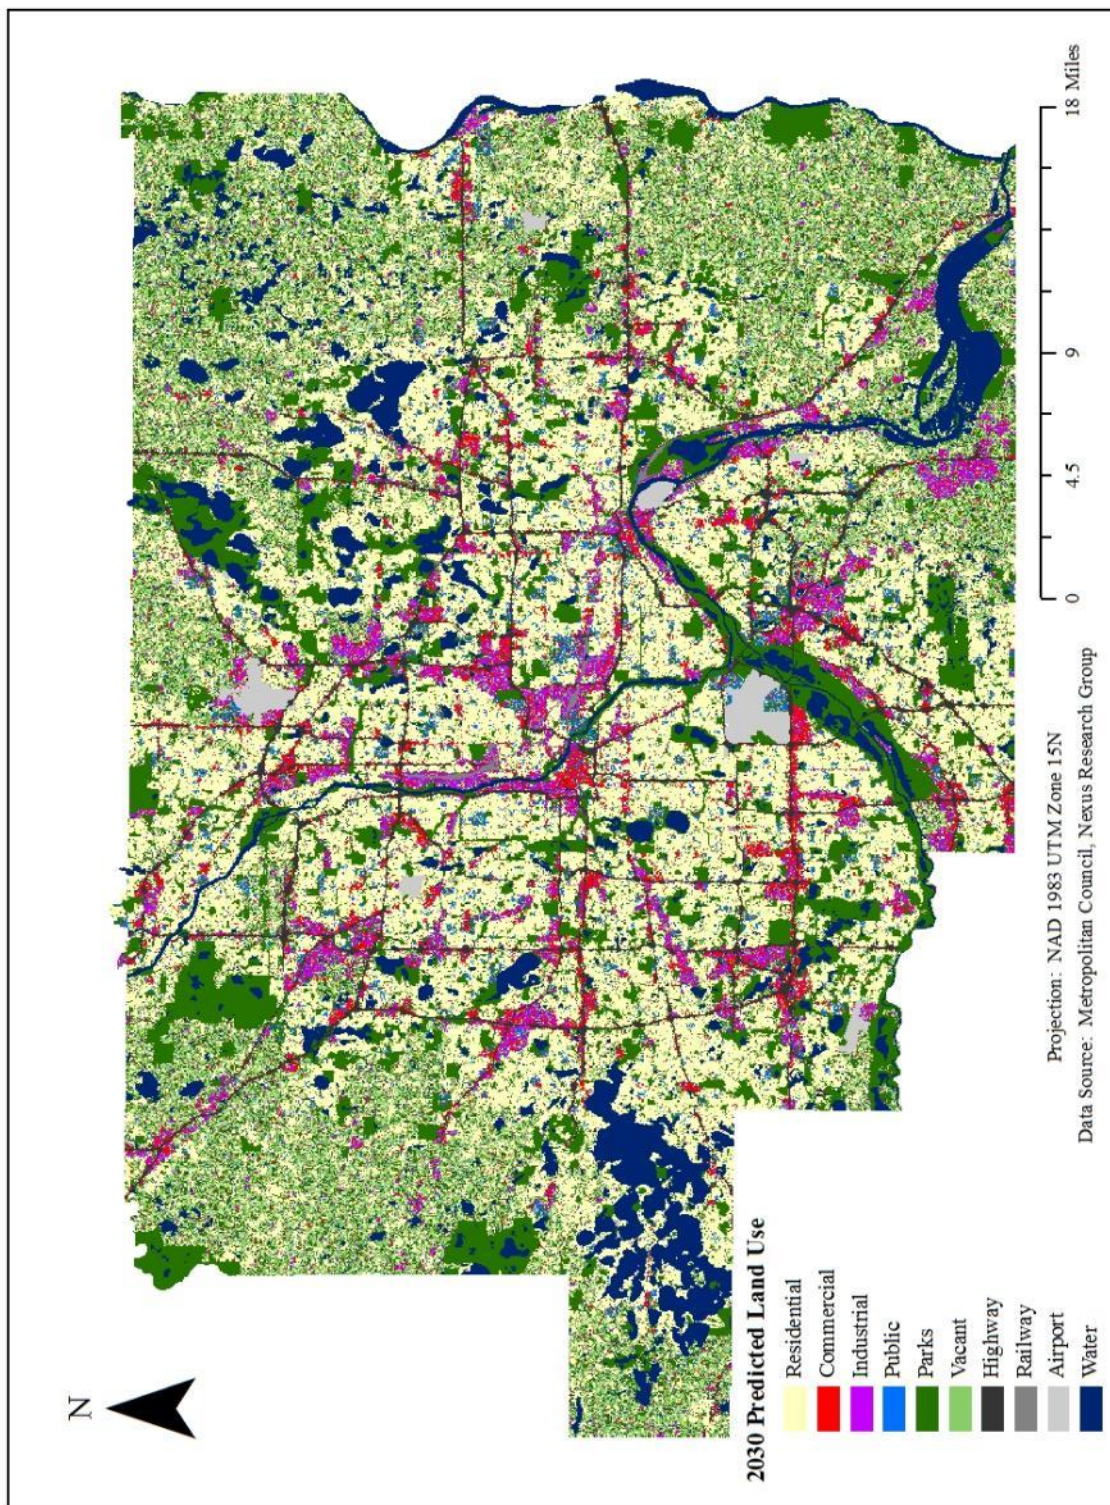 N
2030 Predicted Land Use
Residential
Commercial
Industrial
Public
Parks
Vacant
Highway
Railway
Airport
Water
Projection: NAD 1983 UTM Zone 15N
Data Source: Metropolitan Council, Nexus Research Group
0 4.5 9 18 Miles